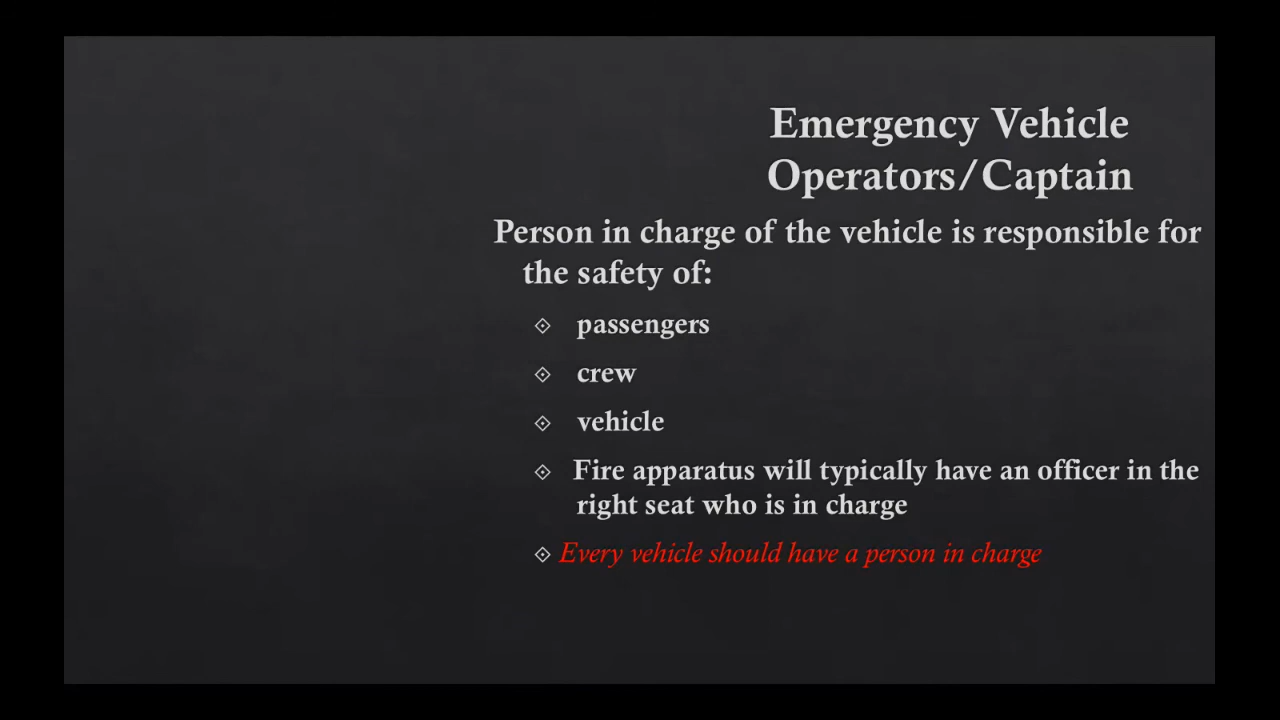 Emergency Vehicle
Operators/Captain
Person in charge of the vehicle is responsible for
the safety of:
passengers
crew
vehicle
Fire apparatus will typically have an officer in the
right seat who is in charge
Every vehicle should have a person in charge